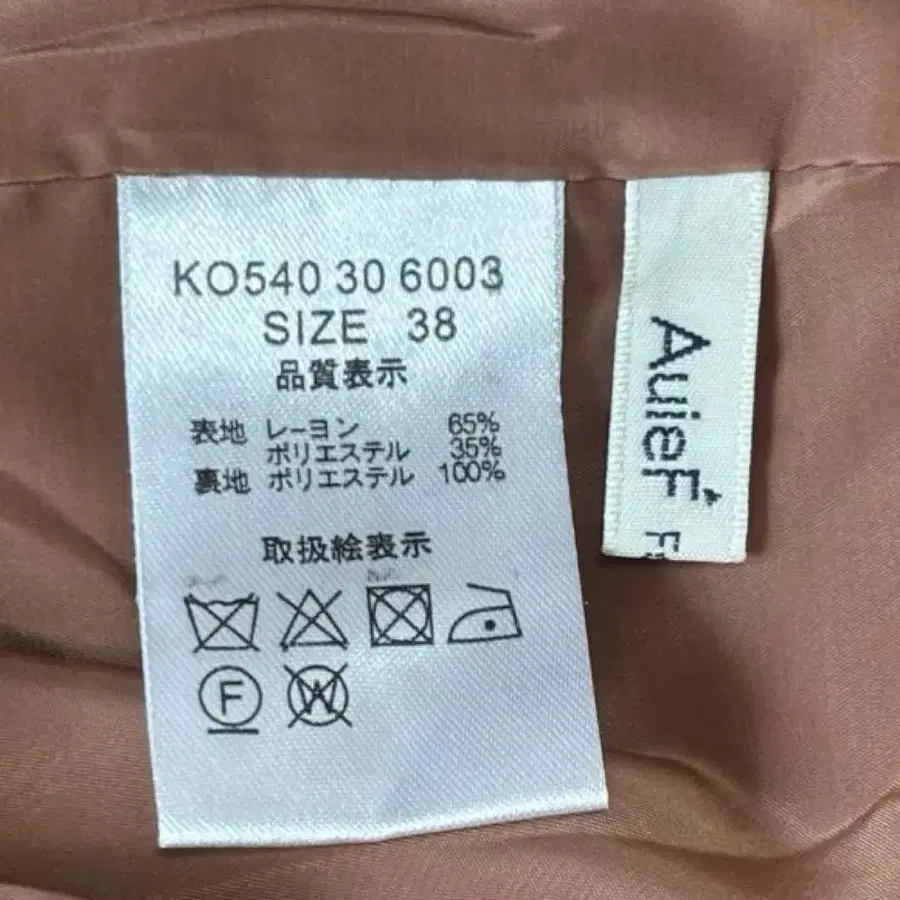 KO540 30 6003
SIZE 38
品質表示
表地 レーヨン 65%
ポリエステル 35%
裏地 ポリエステル 100%
取扱絵表示
F W
AulieF